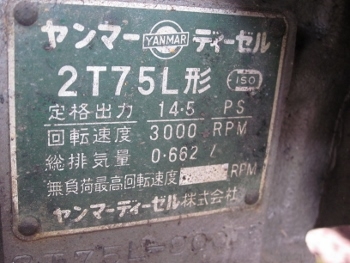 ヤンマー YANMAR ディーゼル
2T75L形 ISO
定格出力 14.5 PS
回転速度 3000 RPM
総排気量 0.662 l
無負荷最高回転速度 RPM
ヤンマーディーゼル株式会社